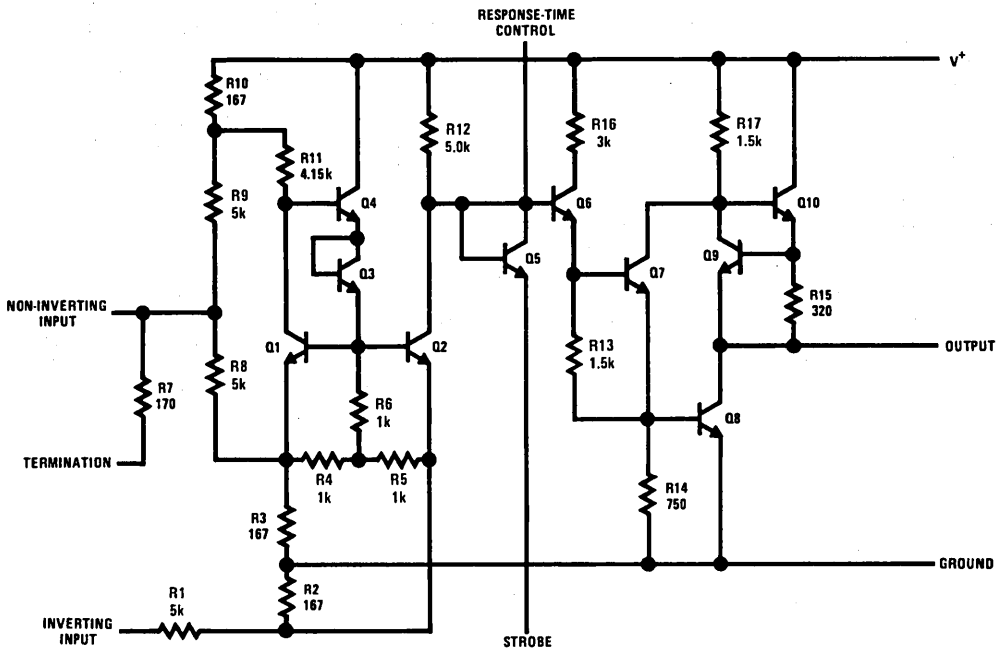 RESPONSE-TIME
CONTROL
V+
R10
167
R12
5.0k
R16
3k
R17
1.5k
R11
4.15k
R9
5k
Q4
Q6
Q10
Q3
Q5
Q7
Q9
R15
320
NON-INVERTING
INPUT
Q1
Q2
R13
1.5k
OUTPUT
R8
5k
R7
170
R6
1k
Q8
TERMINATION
R4
1k
R5
1k
R14
750
R3
167
GROUND
R2
167
R1
5k
INVERTING
INPUT
STROBE